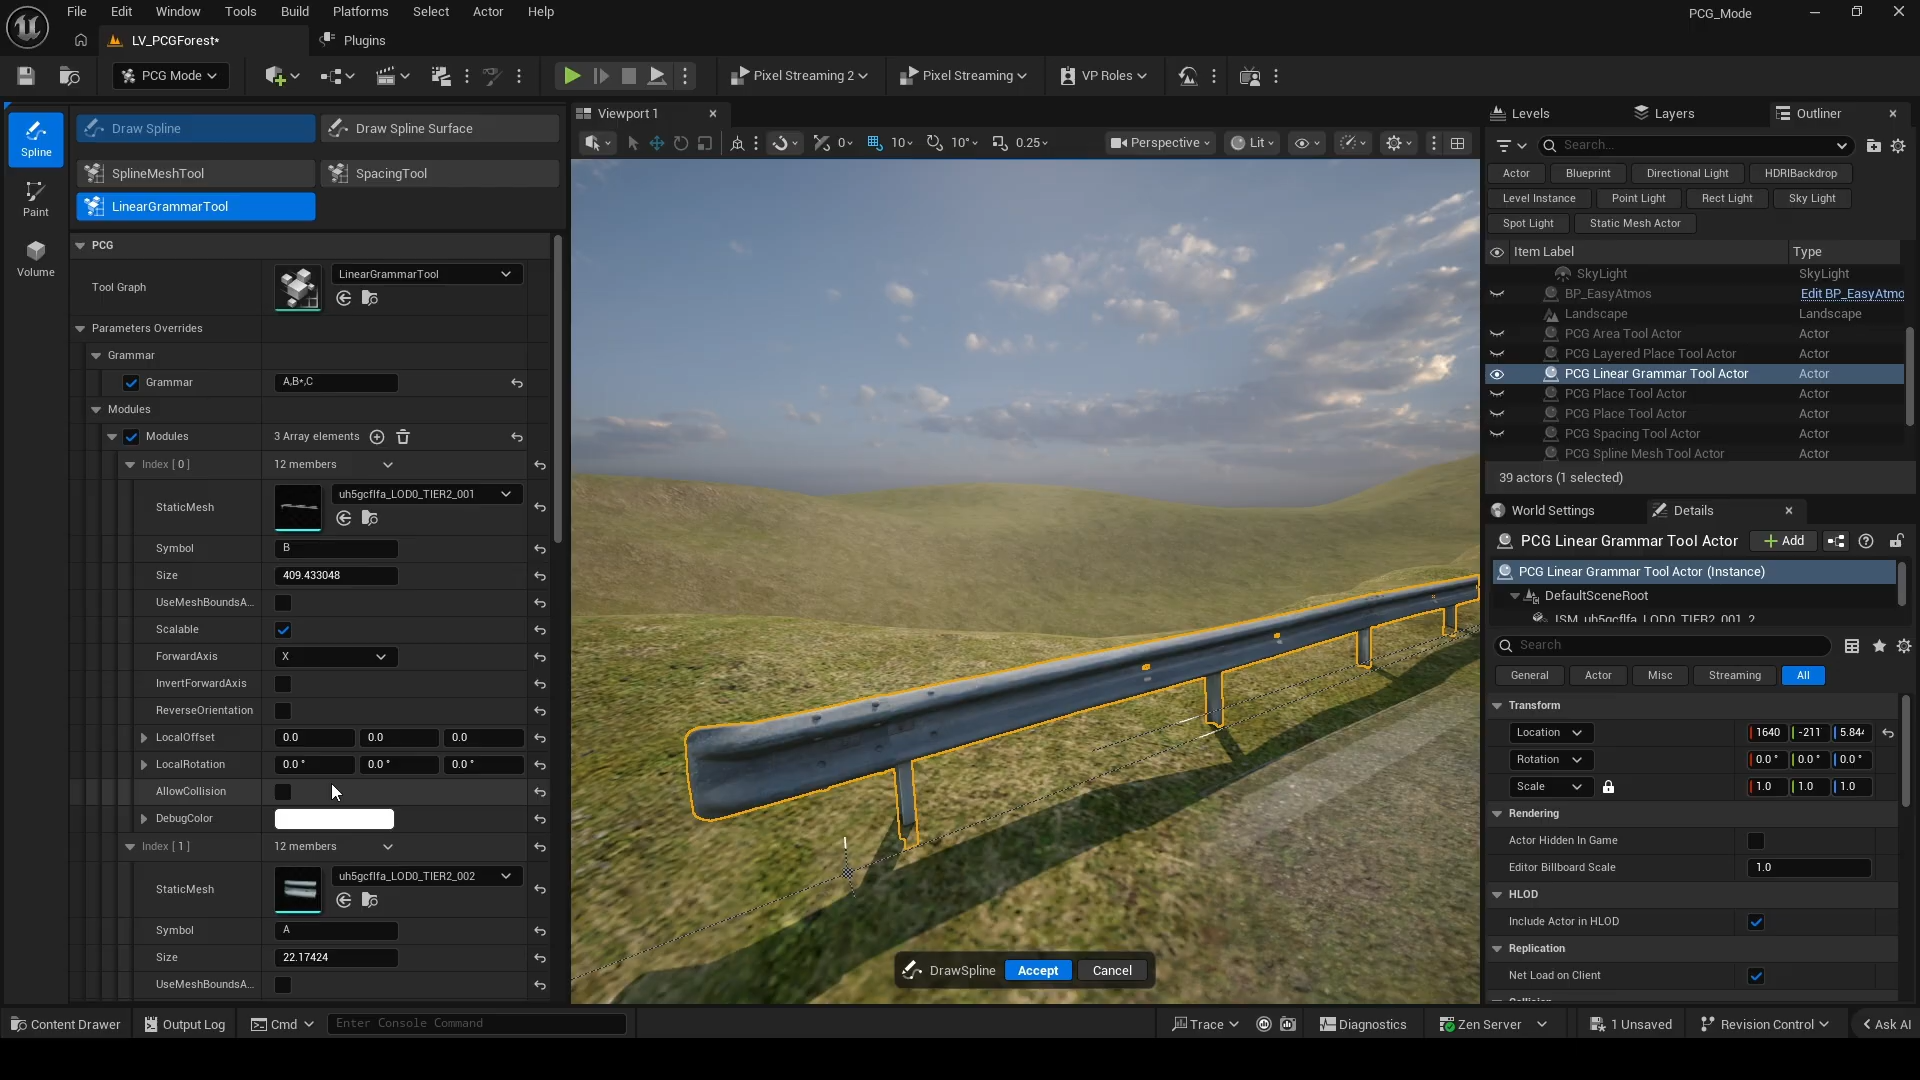 File Edit Window Tools Build Platforms Select Actor Help
PCG_Mode
LV_PCGForest*
Plugins
PCG Mode
Pixel Streaming 2
Pixel Streaming
VP Roles
Spline
Paint
Volume
Draw Spline
Draw Spline Surface
SplineMeshTool
SpacingTool
LinearGrammarTool
PCG
Tool Graph
LinearGrammarTool
Parameters Overrides
Grammar
Grammar
A,B*,C
Modules
Modules
3 Array elements
Index [ 0 ]
12 members
StaticMesh
uh5gcflfa_LOD0_TIER2_001
Symbol
B
Size
409.433048
UseMeshBoundsA...
Scalable
ForwardAxis
X
InvertForwardAxis
ReverseOrientation
LocalOffset
0.0 0.0 0.0
LocalRotation
0.0 ° 0.0 ° 0.0 °
AllowCollision
DebugColor
Index [ 1 ]
12 members
StaticMesh
uh5gcflfa_LOD0_TIER2_002
Symbol
A
Size
22.17424
UseMeshBoundsA...
Viewport 1
0
10
10°
0.25
Perspective
Lit
DrawSpline
Accept
Cancel
Levels
Layers
Outliner
Search...
Actor
Blueprint
Directional Light
HDRIBackdrop
Level Instance
Point Light
Rect Light
Sky Light
Spot Light
Static Mesh Actor
Item Label
Type
SkyLight SkyLight
BP_EasyAtmos Edit BP_EasyAtmo
Landscape Landscape
PCG Area Tool Actor Actor
PCG Layered Place Tool Actor Actor
PCG Linear Grammar Tool Actor Actor
PCG Place Tool Actor Actor
PCG Place Tool Actor Actor
PCG Spacing Tool Actor Actor
PCG Spline Mesh Tool Actor Actor
39 actors (1 selected)
World Settings
Details
PCG Linear Grammar Tool Actor
Add
PCG Linear Grammar Tool Actor (Instance)
DefaultSceneRoot
ISM_uh5gcflfa_LOD0_TIER2_001_2
Search
General
Actor
Misc
Streaming
All
Transform
Location
1640 -211 5.844
Rotation
0.0 ° 0.0 ° 0.0 °
Scale
1.0 1.0 1.0
Rendering
Actor Hidden In Game
Editor Billboard Scale
1.0
HLOD
Include Actor in HLOD
Replication
Net Load on Client
Collision
Content Drawer
Output Log
Cmd
Enter Console Command
Trace
Diagnostics
Zen Server
1 Unsaved
Revision Control
Ask AI